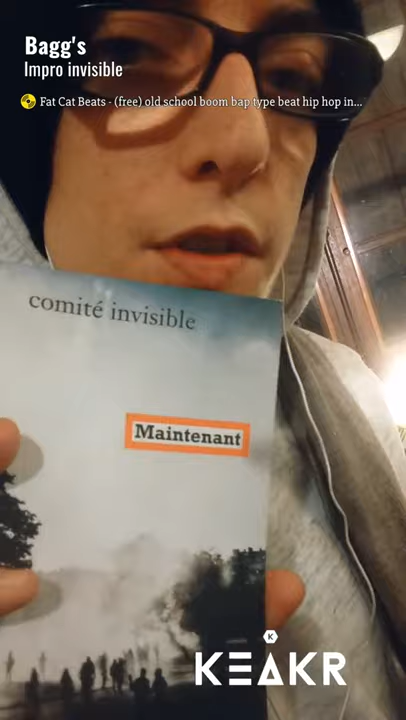 Bagg's
Impro invisible
Fat Cat Beats - (free) old school boom bap type beat hip hop in...
comité invisible
Maintenant
K
KEAKR